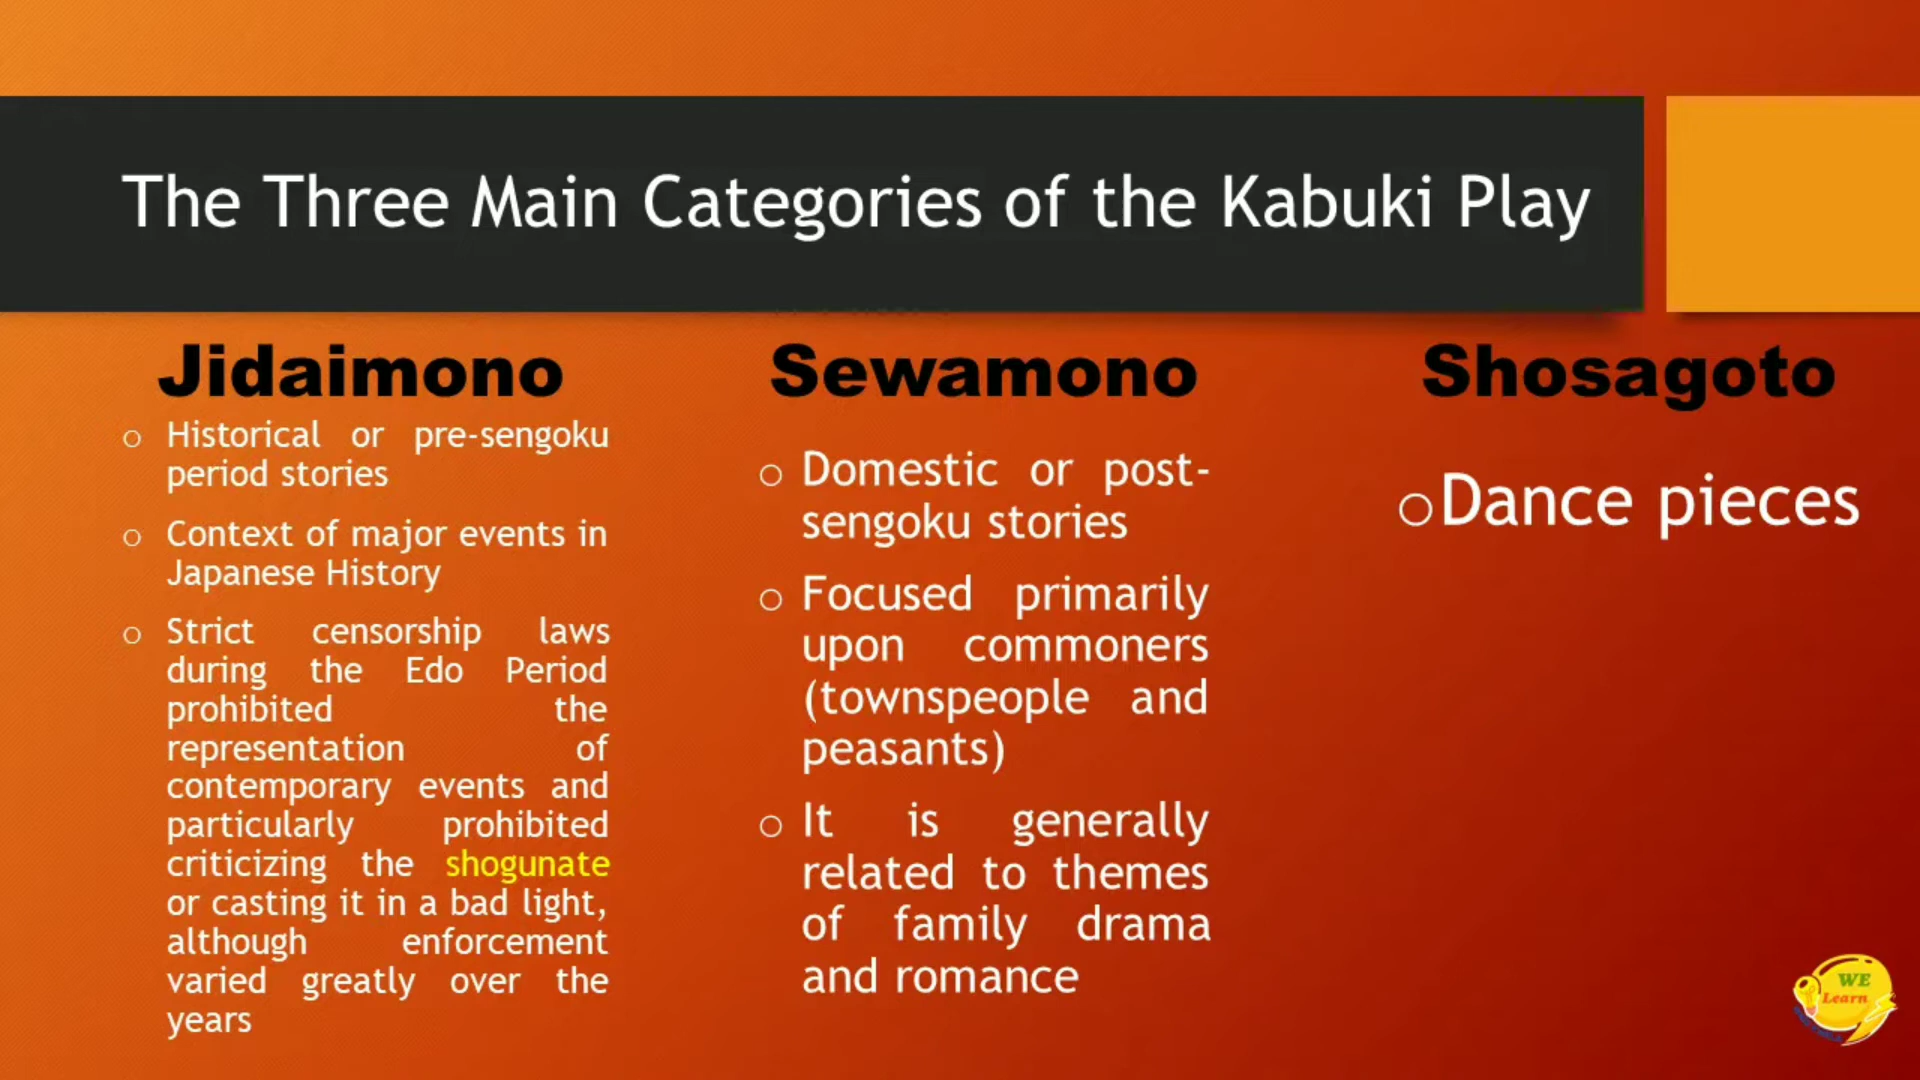 The Three Main Categories of the Kabuki Play
Jidaimono
○ Historical or pre-sengoku
period stories
○ Context of major events in
Japanese History
○ Strict censorship laws
during the Edo Period
prohibited the
representation of
contemporary events and
particularly prohibited
criticizing the shogunate
or casting it in a bad light,
although enforcement
varied greatly over the
years
Sewamono
○ Domestic or post-
sengoku stories
○ Focused primarily
upon commoners
(townspeople and
peasants)
○ It is generally
related to themes
of family drama
and romance
Shosagoto
○ Dance pieces
WE
Learn